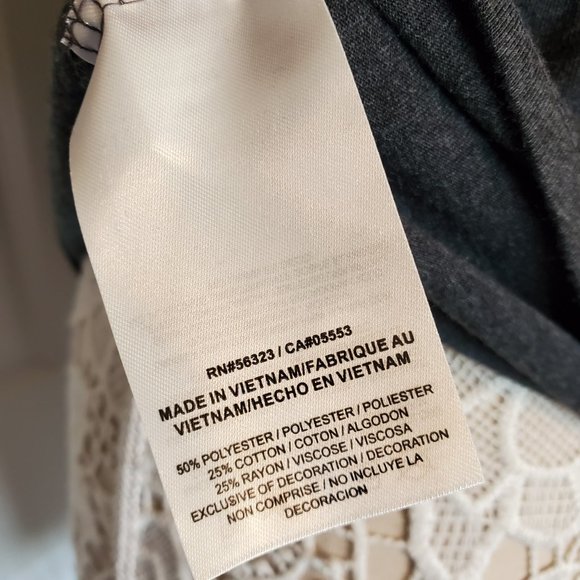 RN#56323 / CA#05553
MADE IN VIETNAM/FABRIQUE AU
VIETNAM/HECHO EN VIETNAM
50% POLYESTER / POLYESTER / POLIESTER
25% COTTON / COTON / ALGODON
25% RAYON / VISCOSE / VISCOSA
EXCLUSIVE OF DECORATION / DECORATION
NON COMPRISE / NO INCLUYE LA
DECORACION